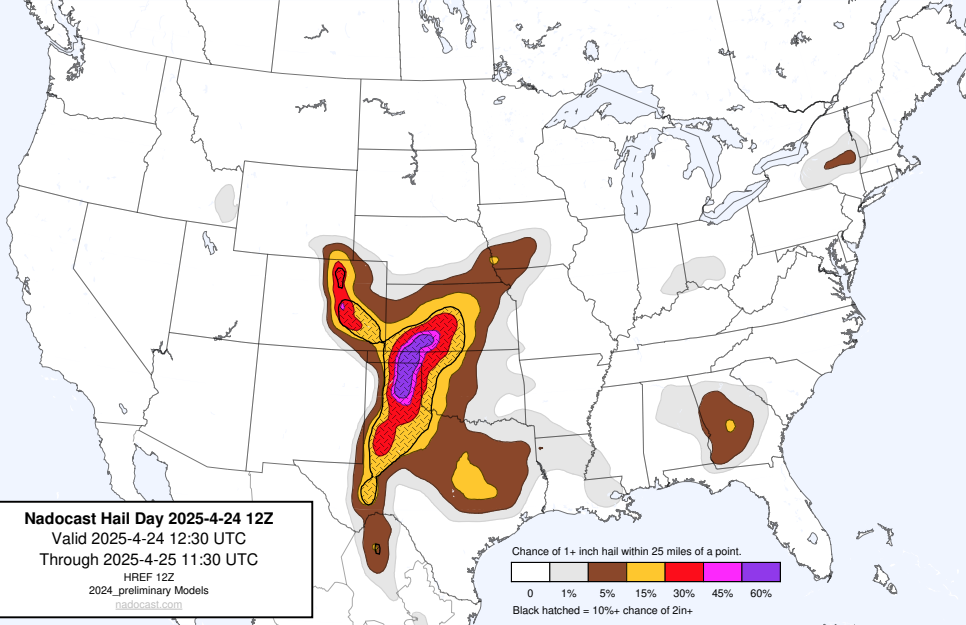 Nadocast Hail Day 2025-4-24 12Z
Valid 2025-4-24 12:30 UTC
Through 2025-4-25 11:30 UTC
HREF 12Z
2024_preliminary Models
nadocast.com
Chance of 1+ inch hail within 25 miles of a point.
0 1% 5% 15% 30% 45% 60%
Black hatched = 10%+ chance of 2in+